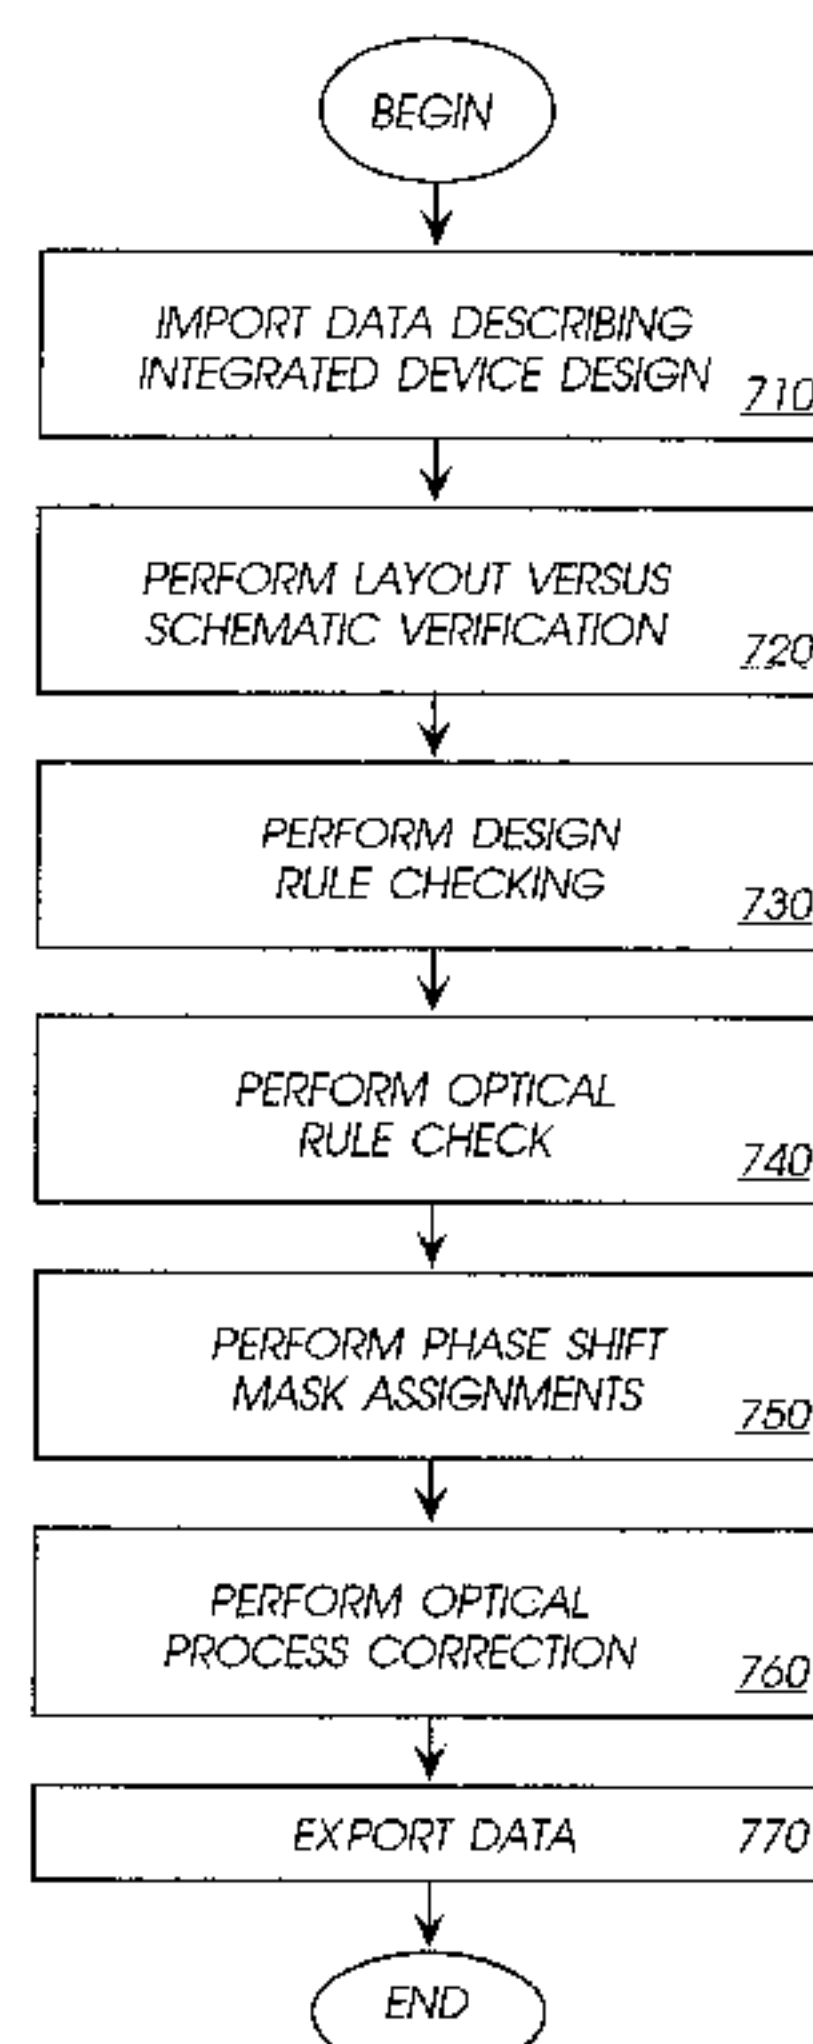 BEGIN
IMPORT DATA DESCRIBING
INTEGRATED DEVICE DESIGN
710
PERFORM LAYOUT VERSUS
SCHEMATIC VERIFICATION
720
PERFORM DESIGN
RULE CHECKING
730
PERFORM OPTICAL
RULE CHECK
740
PERFORM PHASE SHIFT
MASK ASSIGNMENTS
750
PERFORM OPTICAL
PROCESS CORRECTION
760
EXPORT DATA 770
END